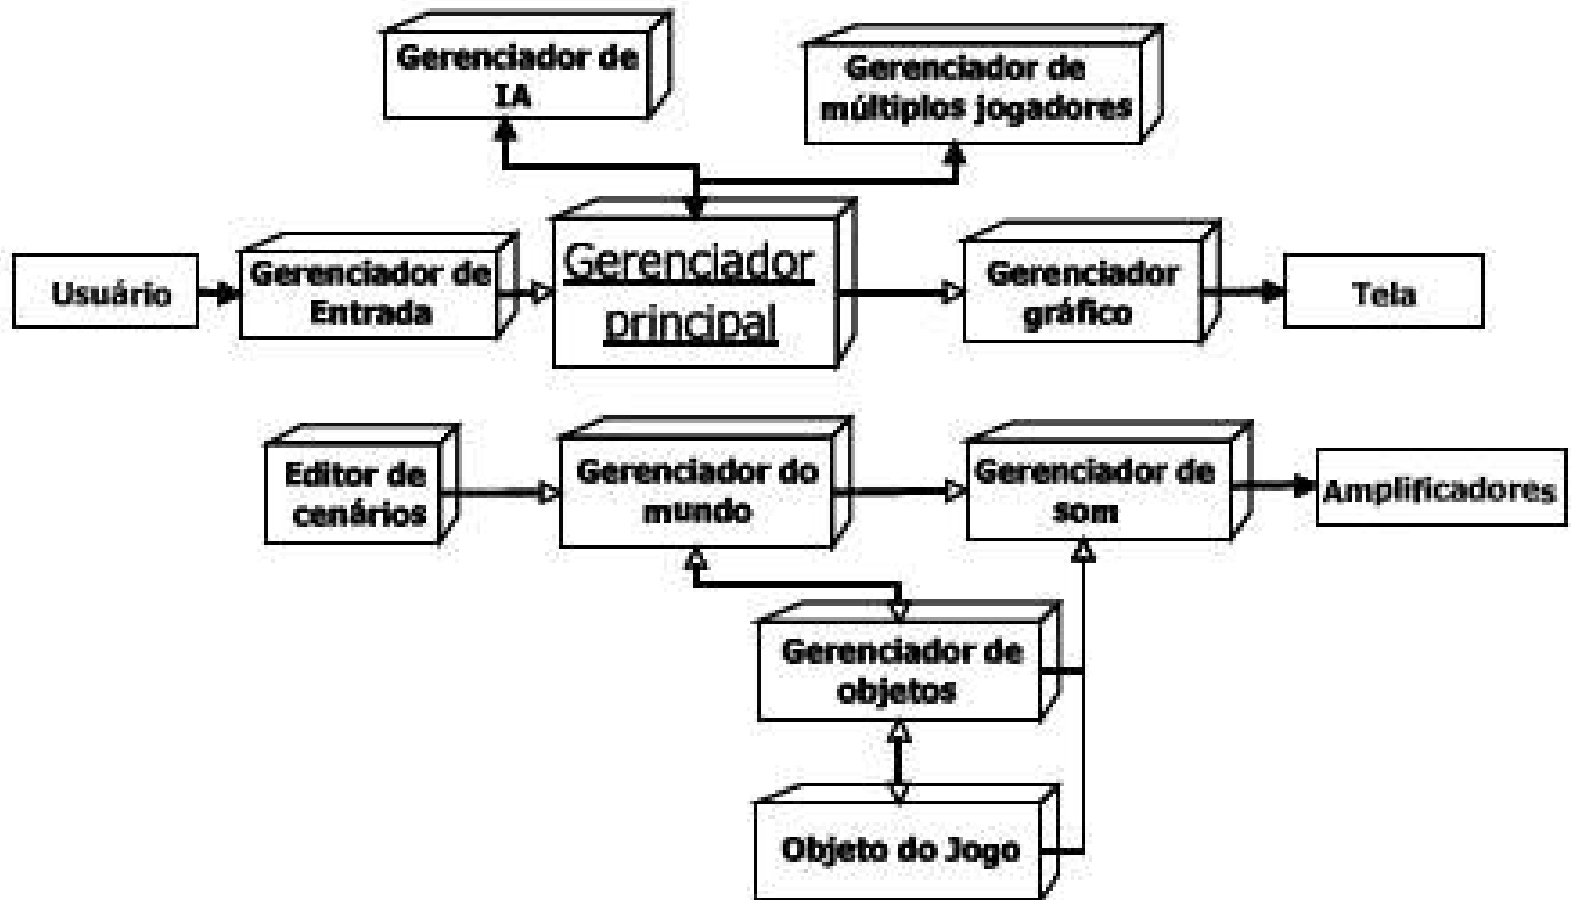 Gerenciador de
IA
Gerenciador de
múltiplos jogadores
Usuário
Gerenciador de
Entrada
Gerenciador
principal
Gerenciador
gráfico
Tela
Editor de
cenários
Gerenciador do
mundo
Gerenciador de
som
Amplificadores
Gerenciador de
objetos
Objeto do Jogo